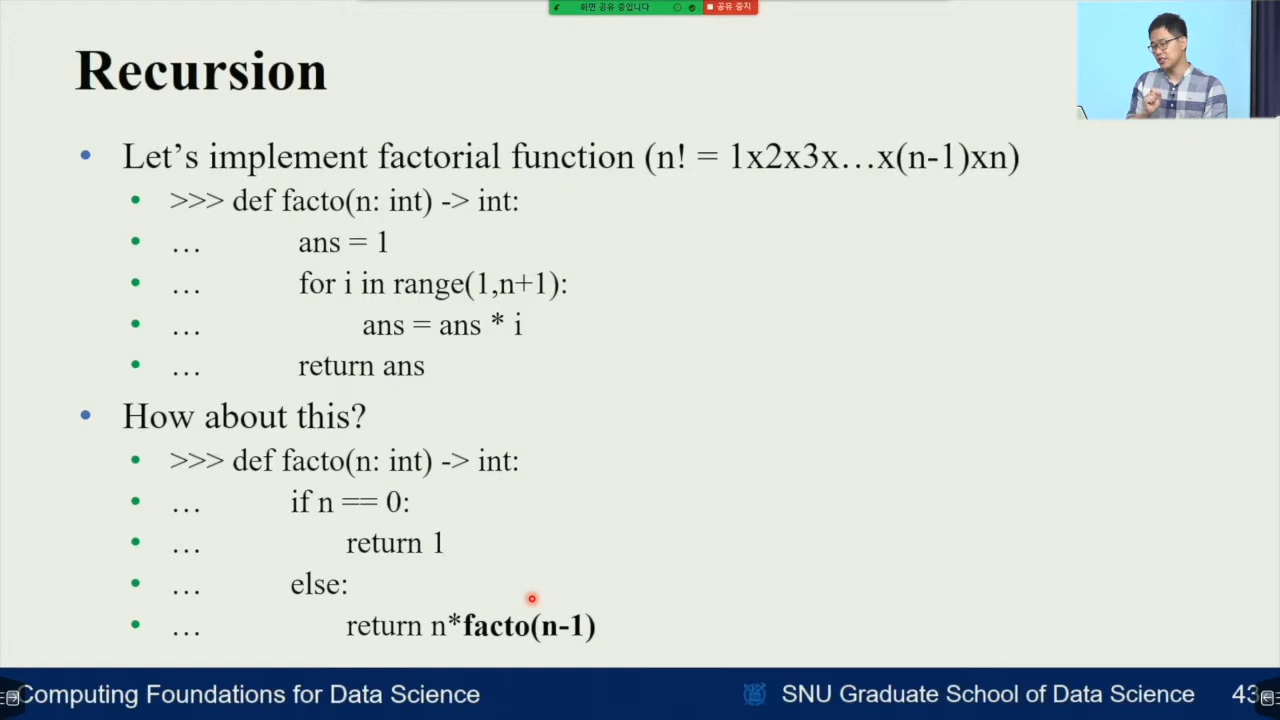 화면 공유 중입니다 공유 중지
Recursion
• Let’s implement factorial function (n! = 1x2x3x…x(n-1)xn)
• >>> def facto(n: int) -> int:
• … ans = 1
• … for i in range(1,n+1):
• … ans = ans * i
• … return ans
• How about this?
• >>> def facto(n: int) -> int:
• … if n == 0:
• … return 1
• … else:
• … return n*facto(n-1)
Computing Foundations for Data Science SNU Graduate School of Data Science 43